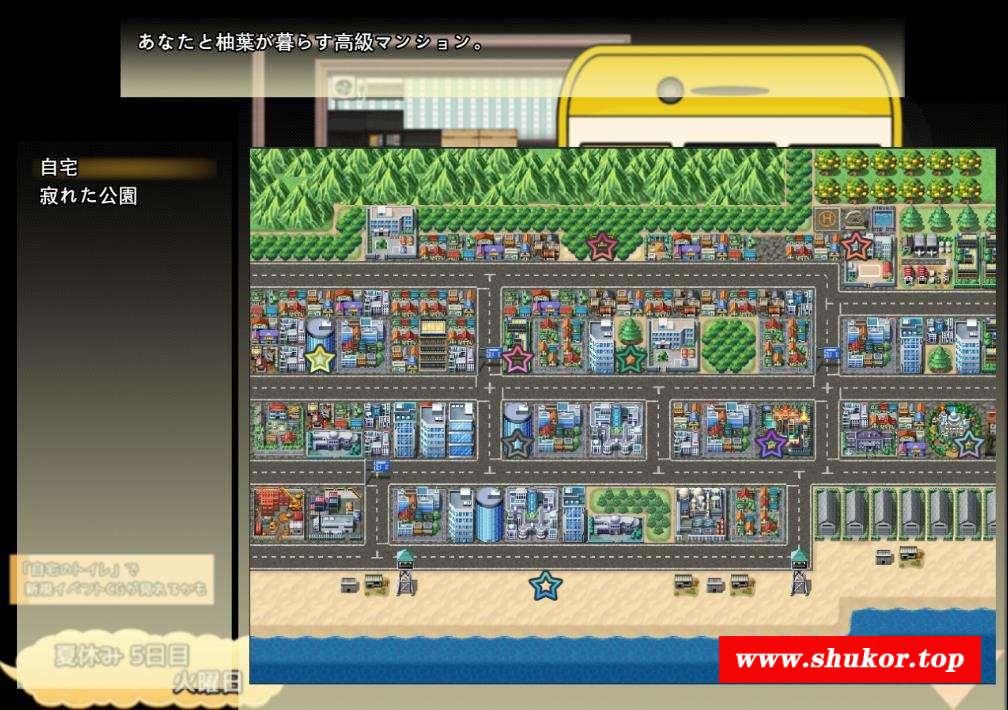 あなたと柚葉が暮らす高級マンション。
自宅
寂れた公園
「自宅のトイレ」で
新規イベントCGが見れるかも
夏休み 5日目
火曜日
www.shukor.top